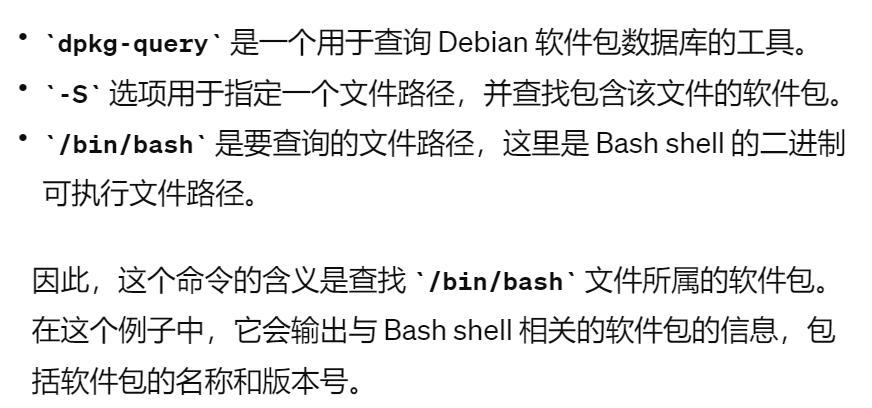 • `dpkg-query` 是一个用于查询 Debian 软件包数据库的工具。
• `-S` 选项用于指定一个文件路径，并查找包含该文件的软件包。
• `/bin/bash` 是要查询的文件路径，这里是 Bash shell 的二进制
可执行文件路径。
因此，这个命令的含义是查找 `/bin/bash` 文件所属的软件包。
在这个例子中，它会输出与 Bash shell 相关的软件包的信息，包
括软件包的名称和版本号。